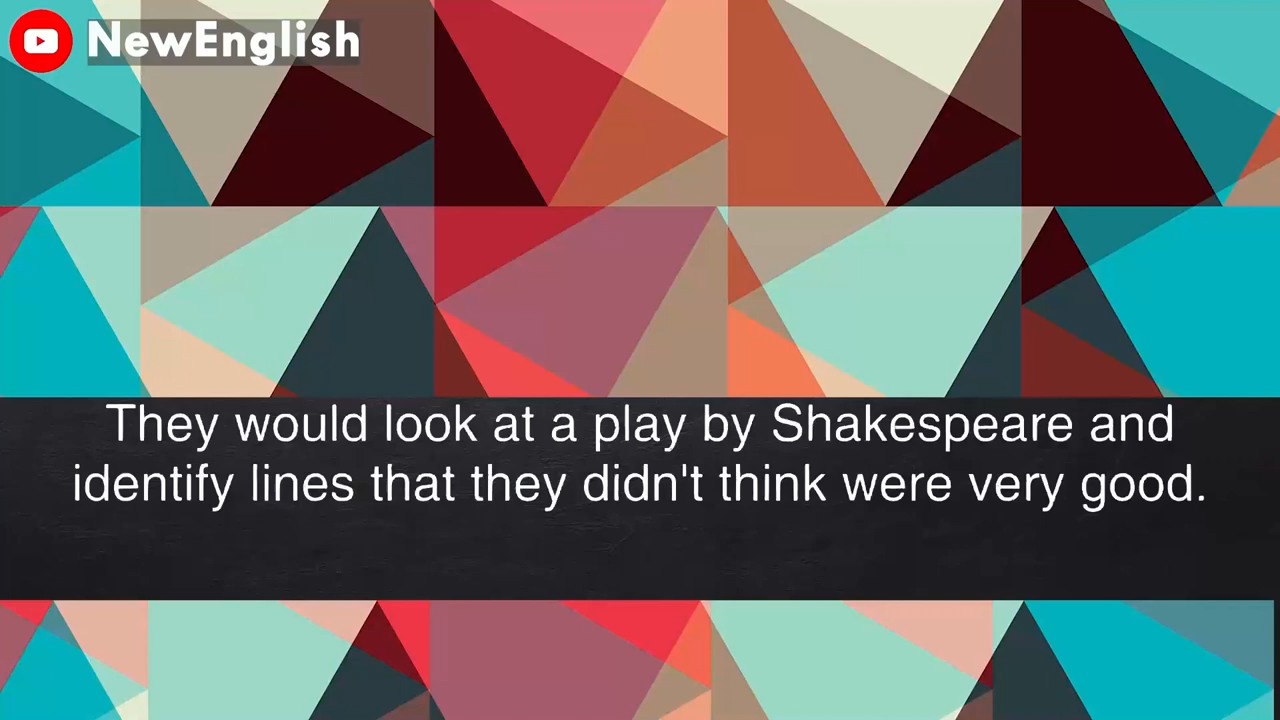 NewEnglish
They would look at a play by Shakespeare and
identify lines that they didn't think were very good.